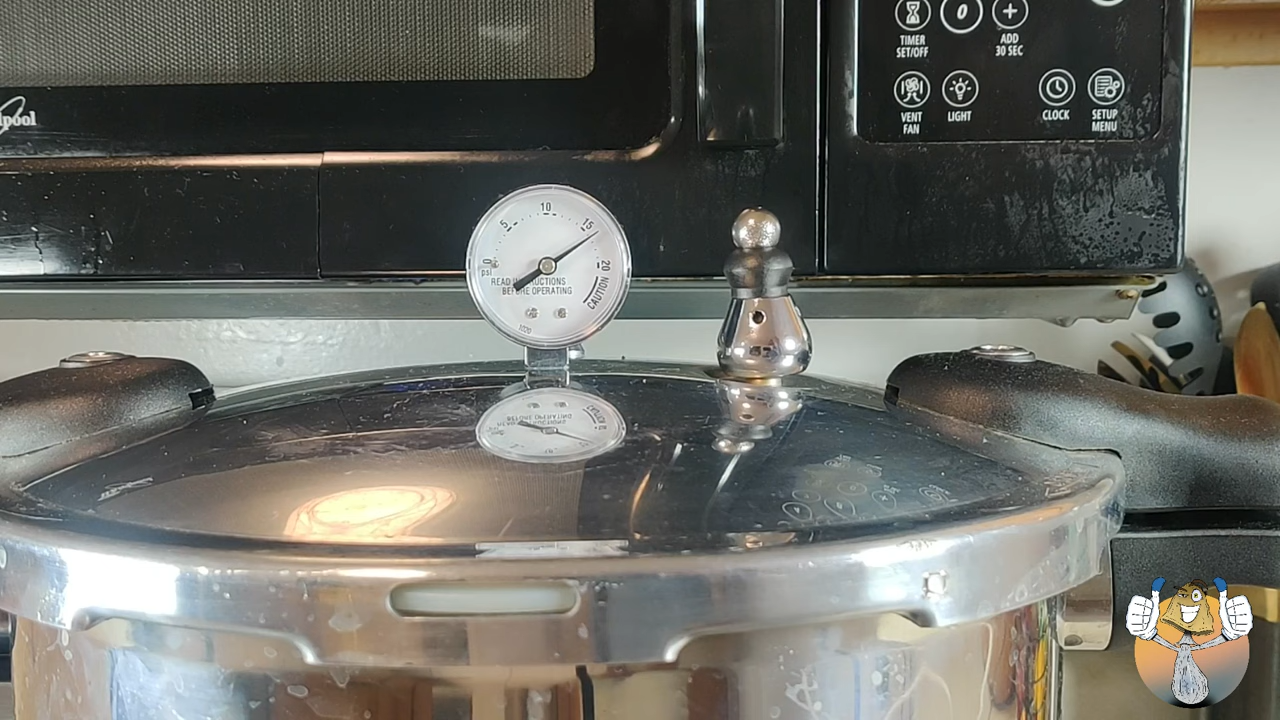 0
TIMER
SET/OFF
ADD
30 SEC
VENT
FAN
LIGHT
CLOCK
SETUP
MENU
0
5
10
15
20
psi
READ INSTRUCTIONS
BEFORE OPERATING
CAUTION